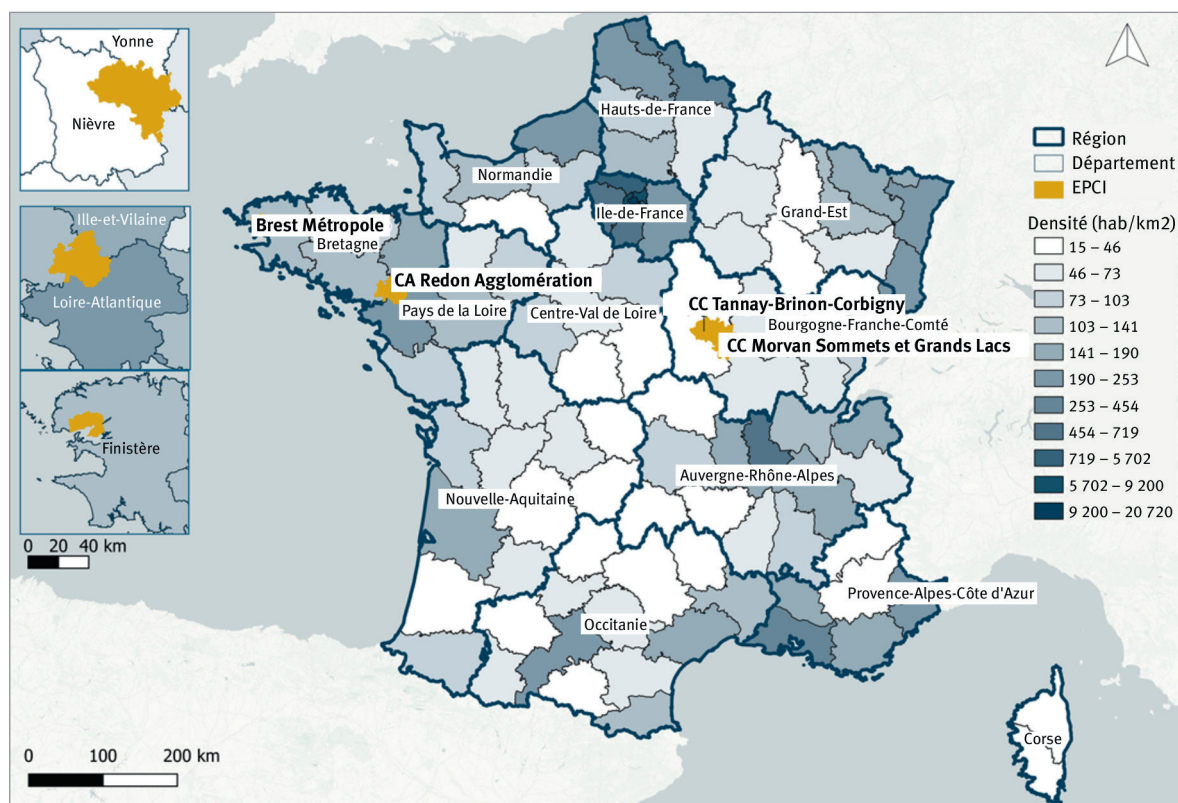 Yonne
Nièvre
Ille-et-Vilaine
Loire-Atlantique
Finistère
0 20 40 km
0 100 200 km
Hauts-de-France
Normandie
Ile-de-France
Grand-Est
Brest Métropole
Bretagne
CA Redon Agglomération
Pays de la Loire
Centre-Val de Loire
CC Tannay-Brinon-Corbigny
Bourgogne-Franche-Comté
CC Morvan Sommets et Grands Lacs
Auvergne-Rhône-Alpes
Nouvelle-Aquitaine
Provence-Alpes-Côte d'Azur
Occitanie
Corse
Région
Département
EPCI
Densité (hab/km2)
15 – 46
46 – 73
73 – 103
103 – 141
141 – 190
190 – 253
253 – 454
454 – 719
719 – 5 702
5 702 – 9 200
9 200 – 20 720